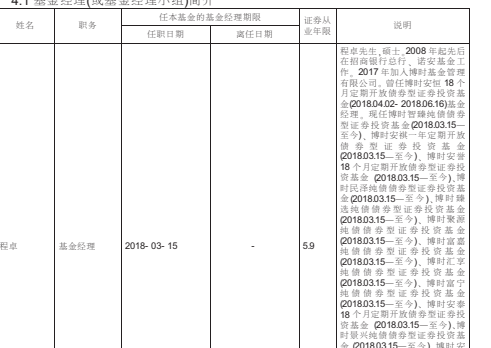 4.1 基金经理(或基金经理小组)简介
姓名
职务
任本基金的基金经理期限
任职日期
离任日期
证券从
业年限
说明
程卓
基金经理
2018- 03- 15
-
5.9
程卓先生,硕士,2008 年起先后
在招商银行总行、诺安基金工
作。2017 年加入博时基金管理
有限公司。曾任博时安恒 18 个
月定期开放债券型证券投资基
金(2018.04.02- 2018.06.16)基金
经理。现任博时智臻纯债债券
型证券投资基金(2018.03.15—
至今)、博时安祺一年定期开放
债券型证券投资基金
(2018.03.15—至今)、博时安誉
18 个月定期开放债券型证券投
资基金 (2018.03.15—至今)、博
时民泽纯债债券型证券投资基
金(2018.03.15—至今)、博时臻
选纯债债券型证券投资基金
(2018.03.15—至今)、博时聚源
纯债债券型证券投资基金
(2018.03.15—至今)、博时富嘉
纯债债券型证券投资基金
(2018.03.15—至今)、博时汇享
纯债债券型证券投资基金
(2018.03.15—至今)、博时富宁
纯债债券型证券投资基金
(2018.03.15—至今)、博时安泰
18 个月定期开放债券型证券投
资基金 (2018.03.15—至今)、博
时景兴纯债债券型证券投资基
金 (2018.03.15—至今)、博时安